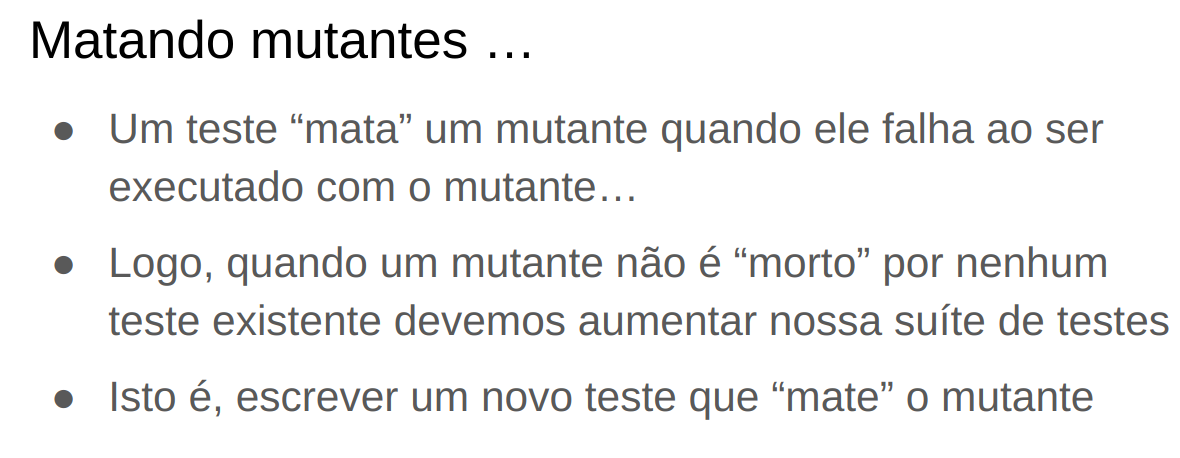 Matando mutantes …
● Um teste “mata” um mutante quando ele falha ao ser
executado com o mutante…
● Logo, quando um mutante não é “morto” por nenhum
teste existente devemos aumentar nossa suíte de testes
● Isto é, escrever um novo teste que “mate” o mutante